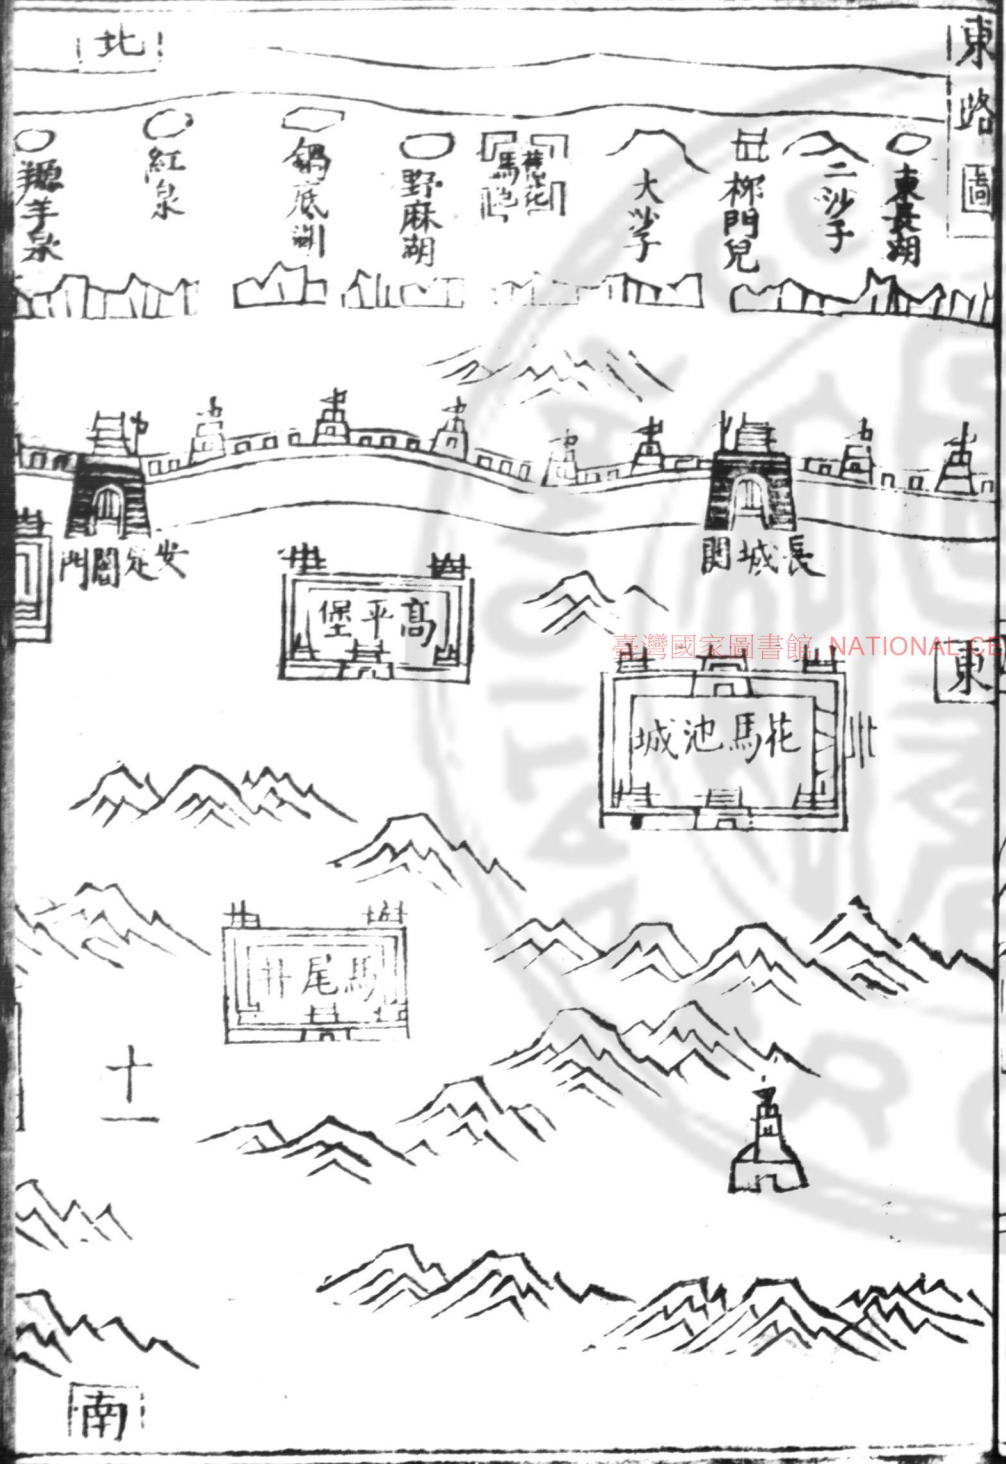 東路圖
北
東長湖
二沙子
柳門兒
大沙子
花馬池
野麻湖
鍋底湖
紅泉
羊泉
長城關
安定閣門
高平堡
臺灣國家圖書館, NATIONAL CE
東
花馬池城
馬尾井
十一
南